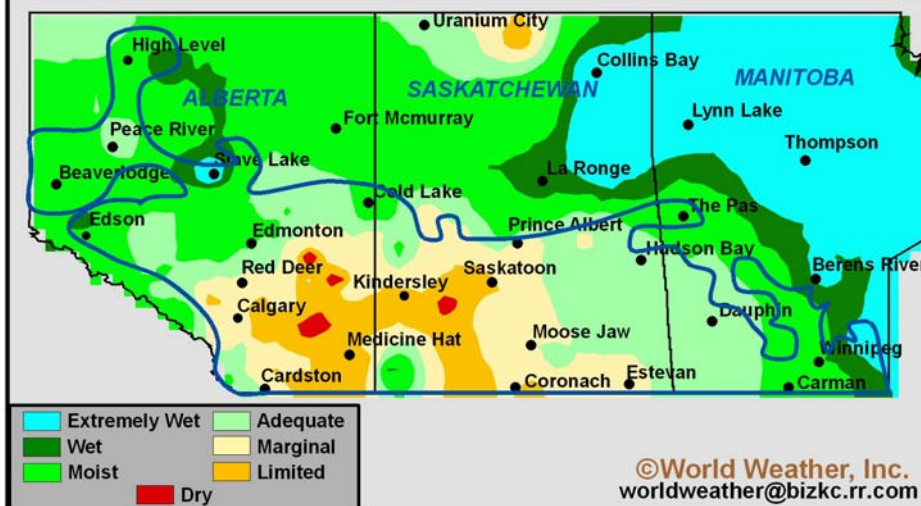 Uranium City
High Level
Collins Bay
ALBERTA
SASKATCHEWAN
MANITOBA
Fort Mcmurray
Lynn Lake
Peace River
Thompson
Slave Lake
La Ronge
Beaverlodge
Cold Lake
The Pas
Edson
Edmonton
Prince Albert
Hudson Bay
Red Deer
Kindersley
Saskatoon
Berens River
Calgary
Dauphin
Medicine Hat
Moose Jaw
Winnipeg
Cardston
Coronach
Estevan
Carman
Extremely Wet
Adequate
Wet
Marginal
Moist
Limited
Dry
©World Weather, Inc.
worldweather@bizkc.rr.com